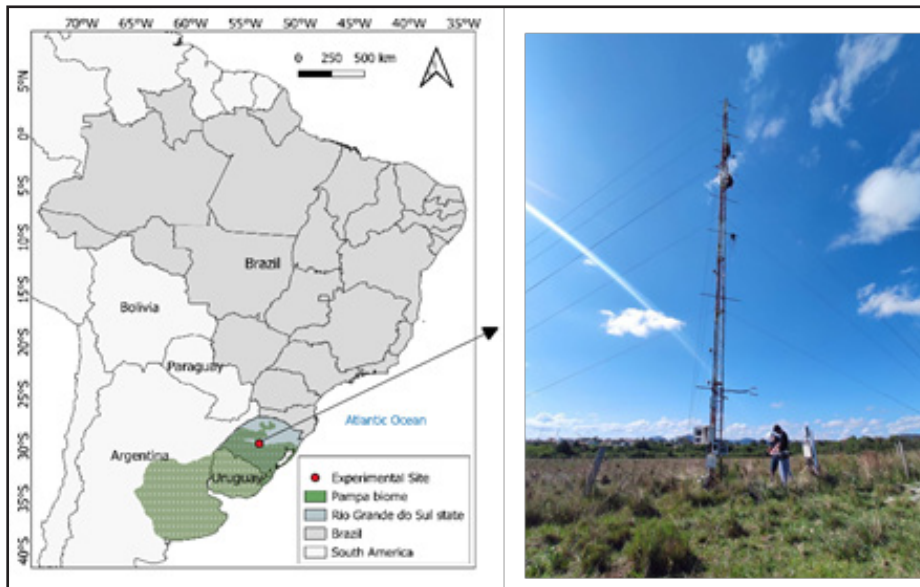 70°W 65°W 60°W 55°W 50°W 45°W 40°W 35°W
0 250 500 km
5°N
0°
5°S
10°S
15°S
20°S
25°S
30°S
35°S
40°S
Brazil
Bolivia
Paraguay
Atlantic Ocean
Argentina
Uruguay
Experimental Site
Pampa biome
Rio Grande do Sul state
Brazil
South America